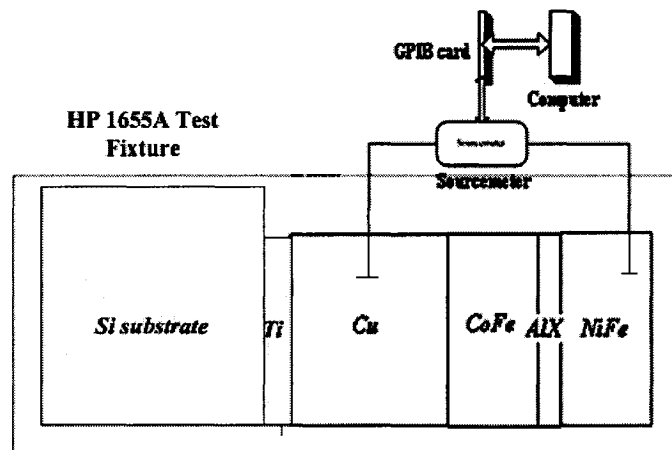 GPIB card
Computer
HP 1655A Test
Fixture
Sourcemeter
Si substrate
Ti
Cu
CoFe
AlX
NiFe